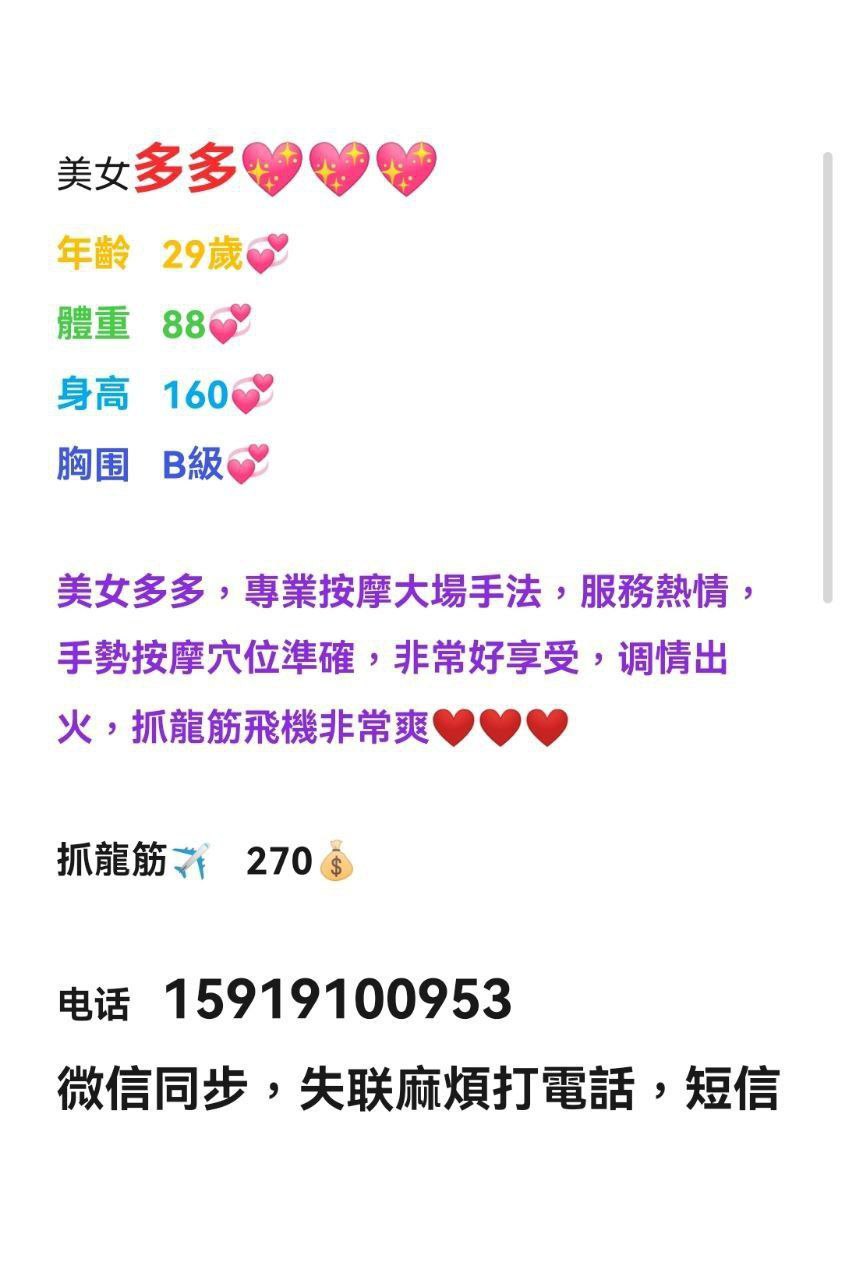 美女多多💖💖💖
年齡 29歲💞
體重 88💞
身高 160💞
胸围 B級💞
美女多多，專業按摩大場手法，服務熱情，
手勢按摩穴位準確，非常好享受，调情出
火，抓龍筋飛機非常爽❤️❤️❤️
抓龍筋✈️ 270💰
电话 15919100953
微信同步，失联麻煩打電話，短信